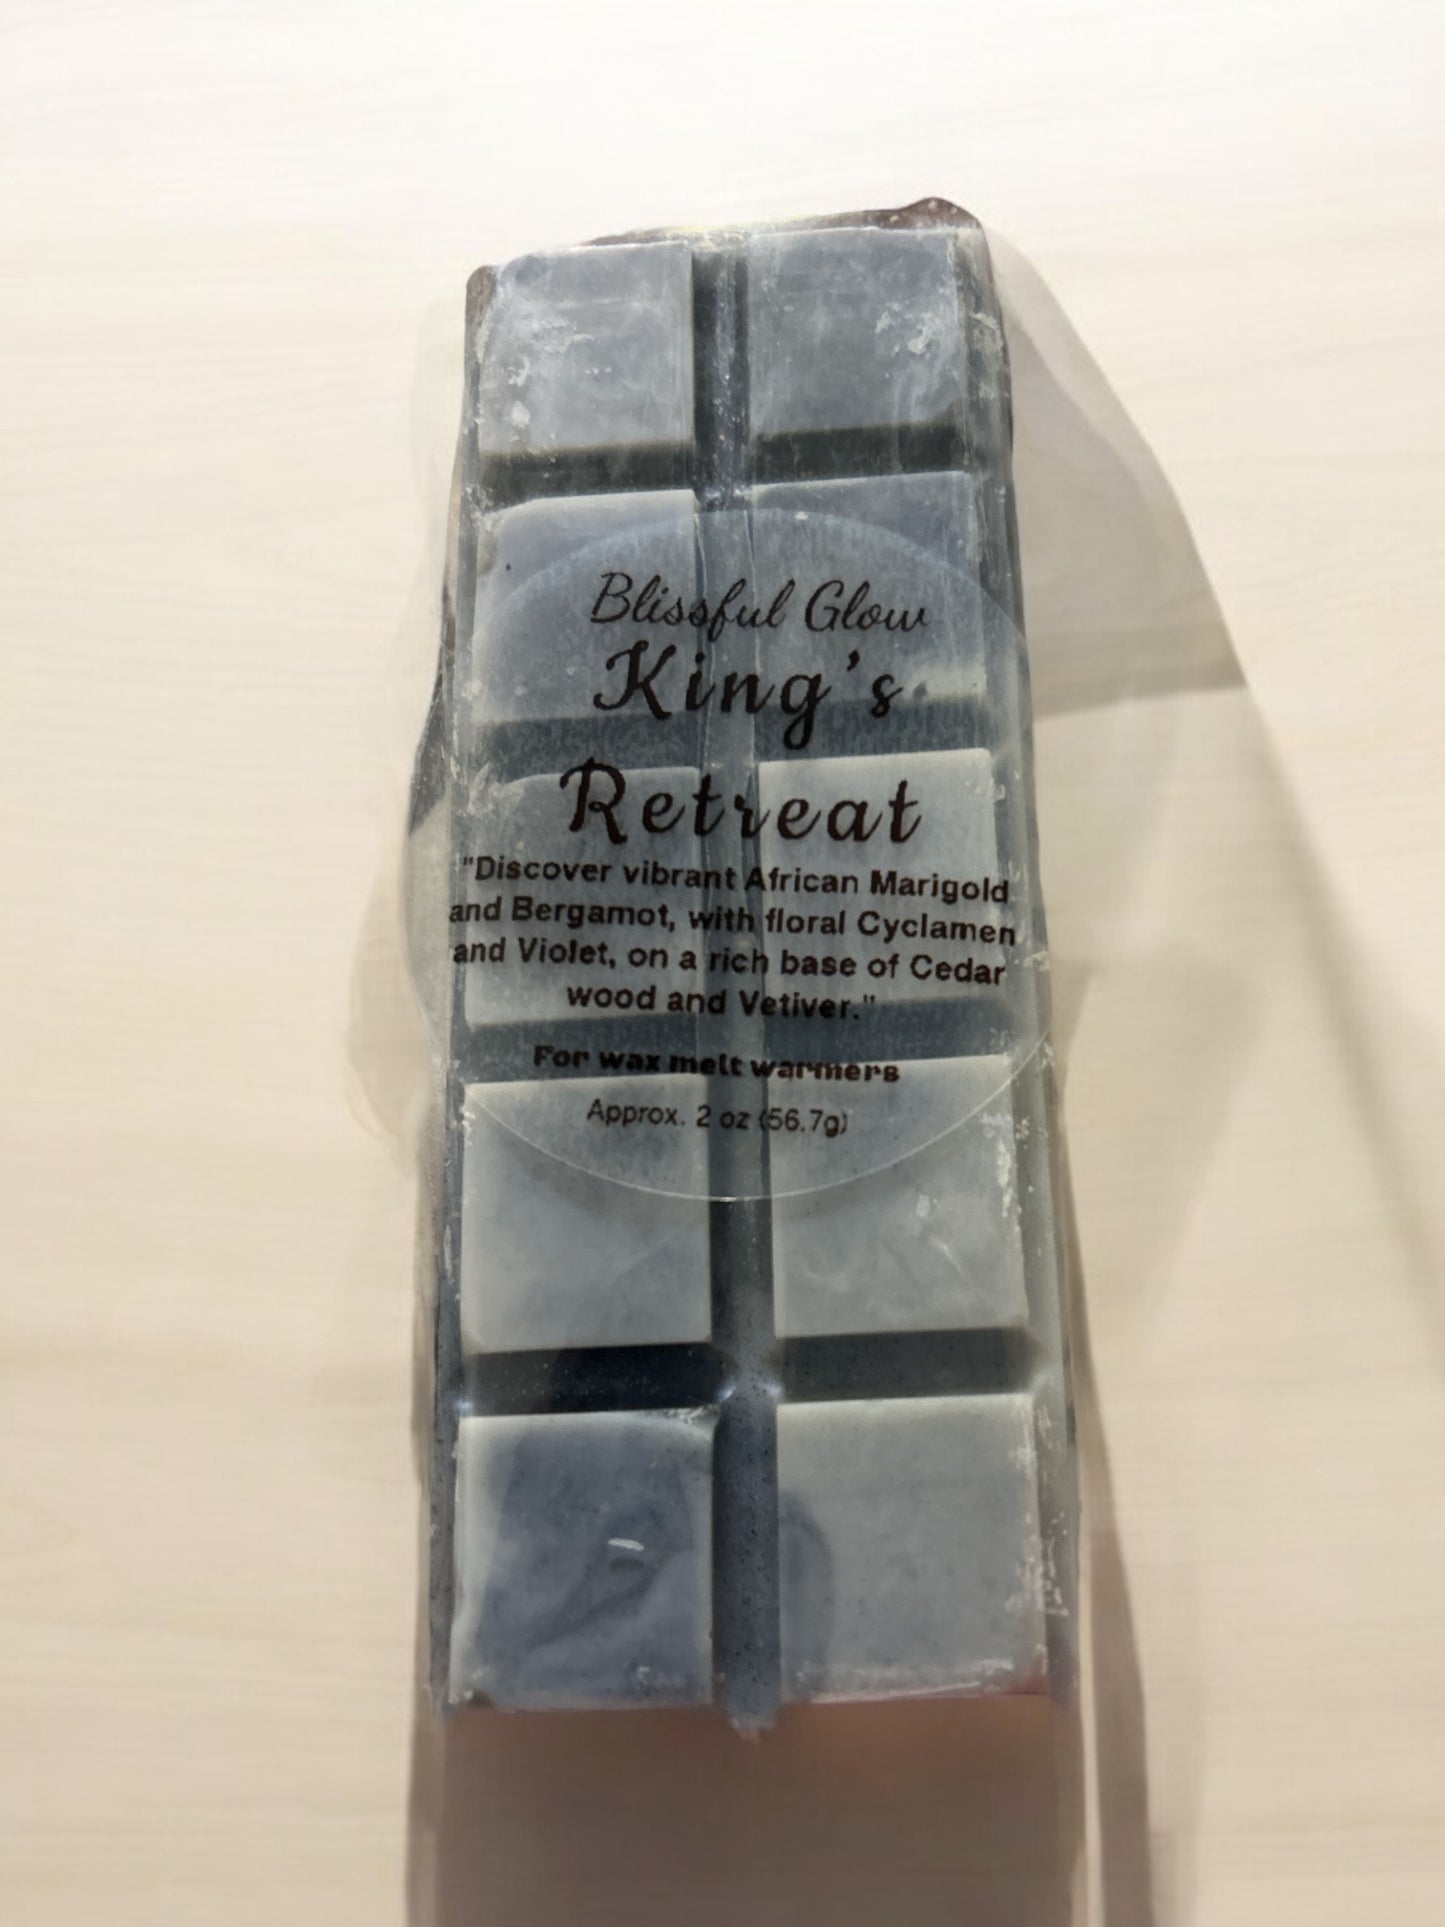 Blissful Glow
King's
Retreat
"Discover vibrant African Marigold
and Bergamot, with floral Cyclamen
and Violet, on a rich base of Cedar
wood and Vetiver."
For wax melt warmers
Approx. 2 oz (56.7g)